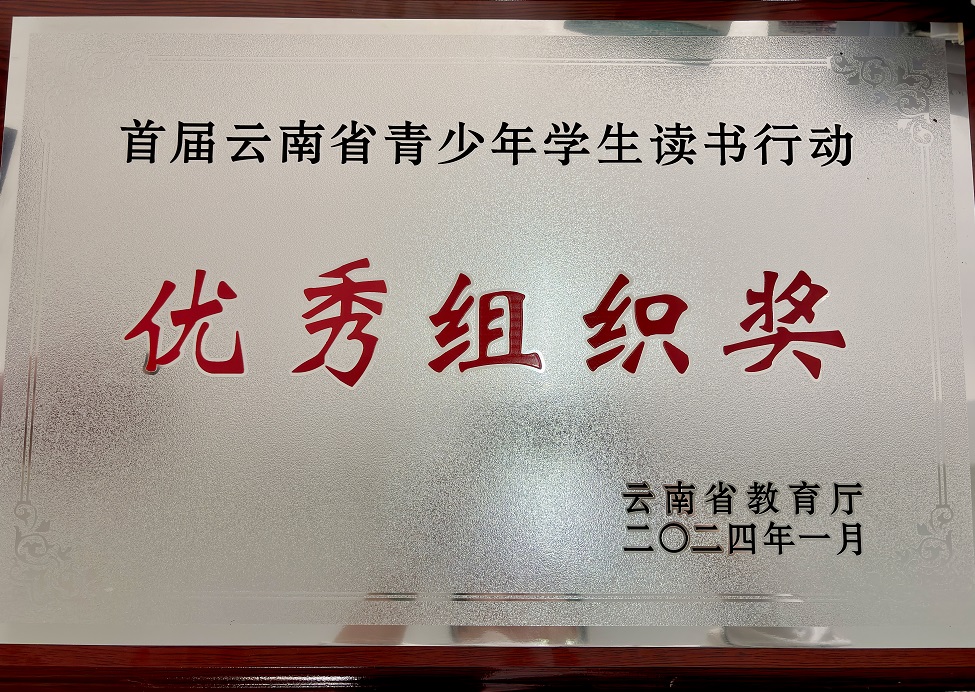 首届云南省青少年学生读书行动
优秀组织奖
云南省教育厅
二〇二四年一月